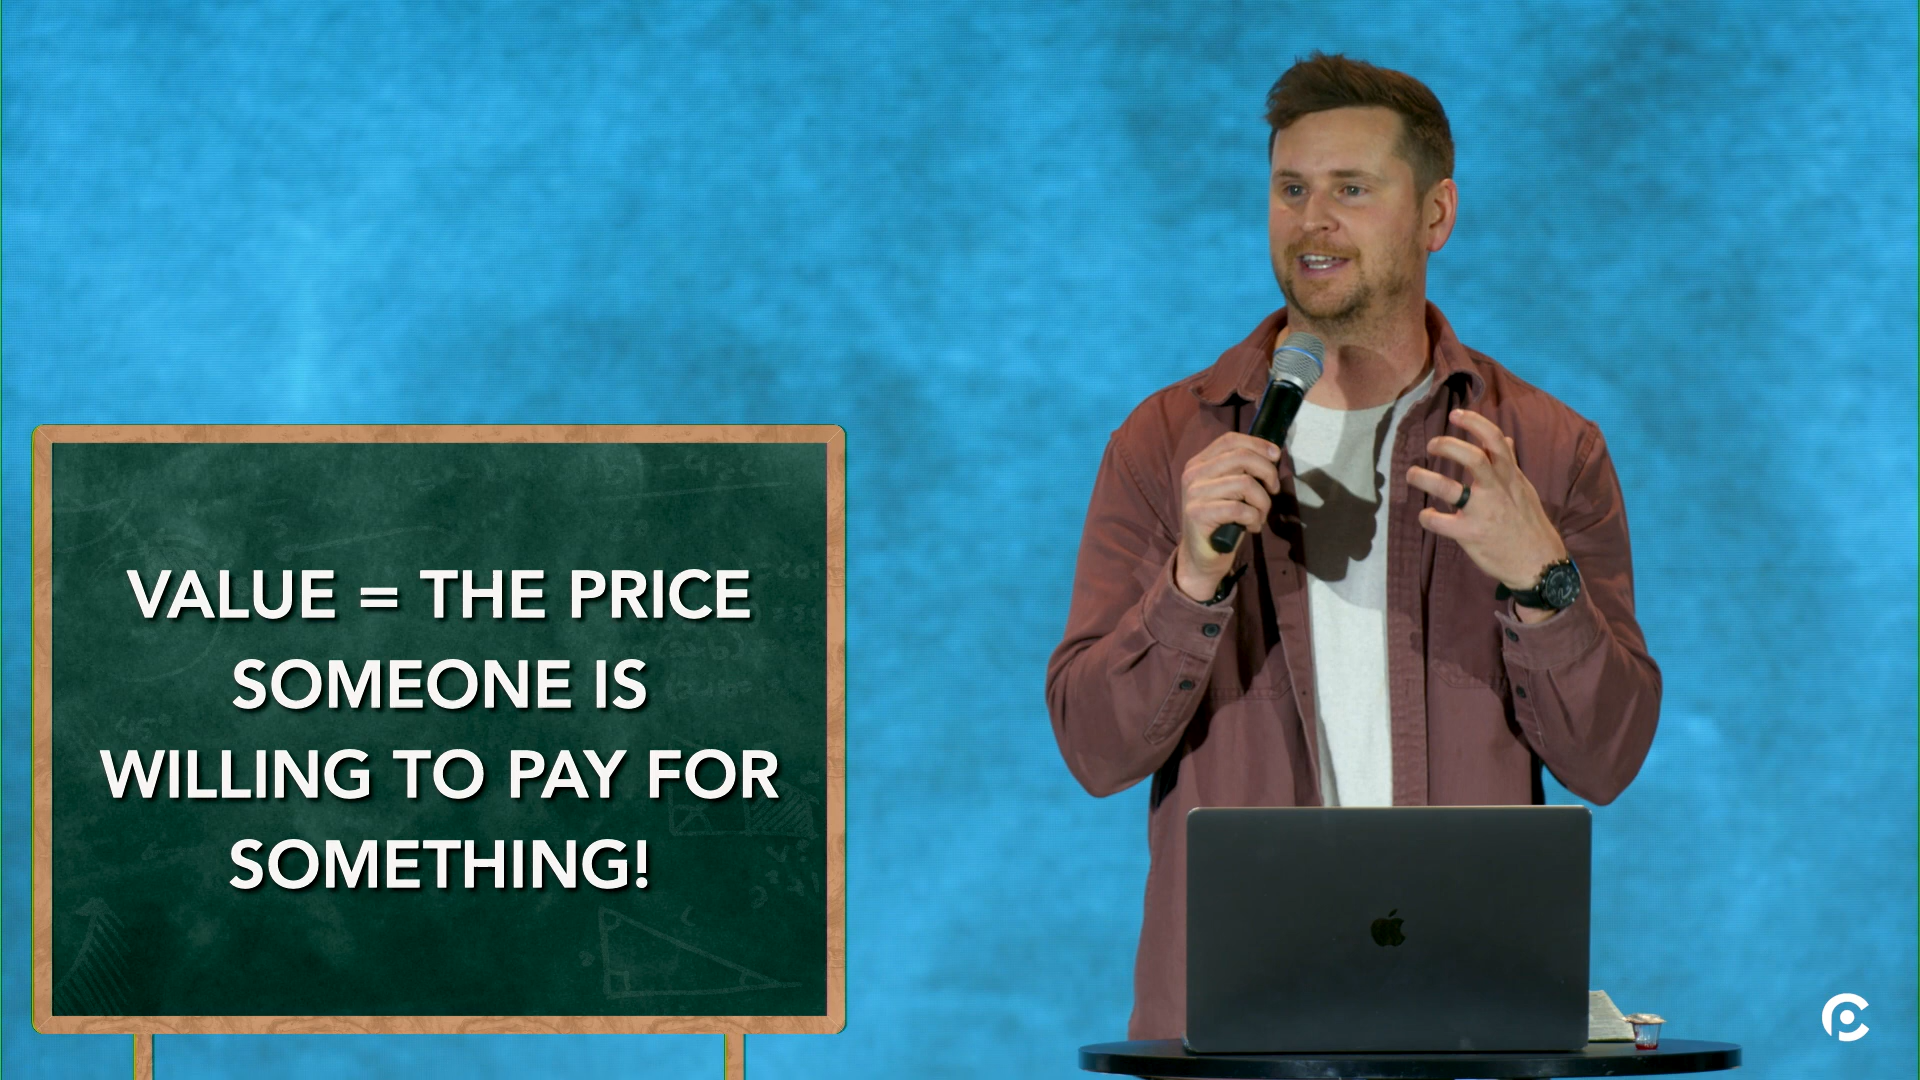 VALUE = THE PRICE
SOMEONE IS
WILLING TO PAY FOR
SOMETHING!